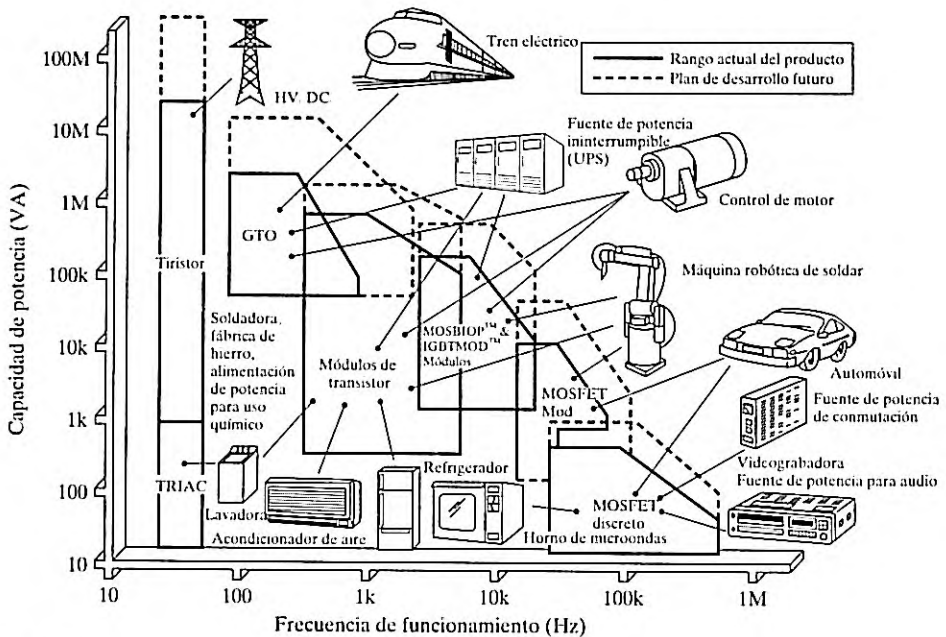 100M
10M
1M
100k
10k
1k
100
10
Capacidad de potencia (VA)
10
100
1k
10k
100k
1M
Frecuencia de funcionamiento (Hz)
Rango actual del producto
Plan de desarrollo futuro
Tren eléctrico
HV. DC
Fuente de potencia
ininterrumpible
(UPS)
Control de motor
GTO
Tiristor
Máquina robótica de soldar
Soldadora,
fábrica de
hierro,
alimentación
de potencia
para uso
químico
MOSBIOP™ &
IGBTMOD™
Módulos
Módulos de
transistor
MOSFET
Mod
Automóvil
Fuente de potencia
de conmutación
TRIAC
Lavadora
Acondicionador de aire
Refrigerador
Horno de microondas
MOSFET
discreto
Videograbadora
Fuente de potencia para audio